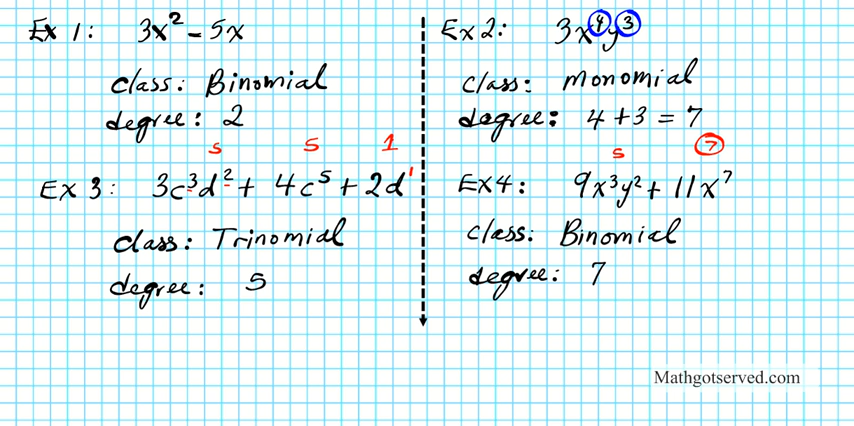 Ex 1: 3x² - 5x
class: Binomial
degree: 2
Ex 2: 3x⁴y³
class: monomial
degree: 4 + 3 = 7
5 5 1
EX 3: 3c³d² + 4c⁵ + 2d¹
class: Trinomial
degree: 5
5 7
EX4: 9x³y² + 11x⁷
class: Binomial
degree: 7
Mathgotserved.com